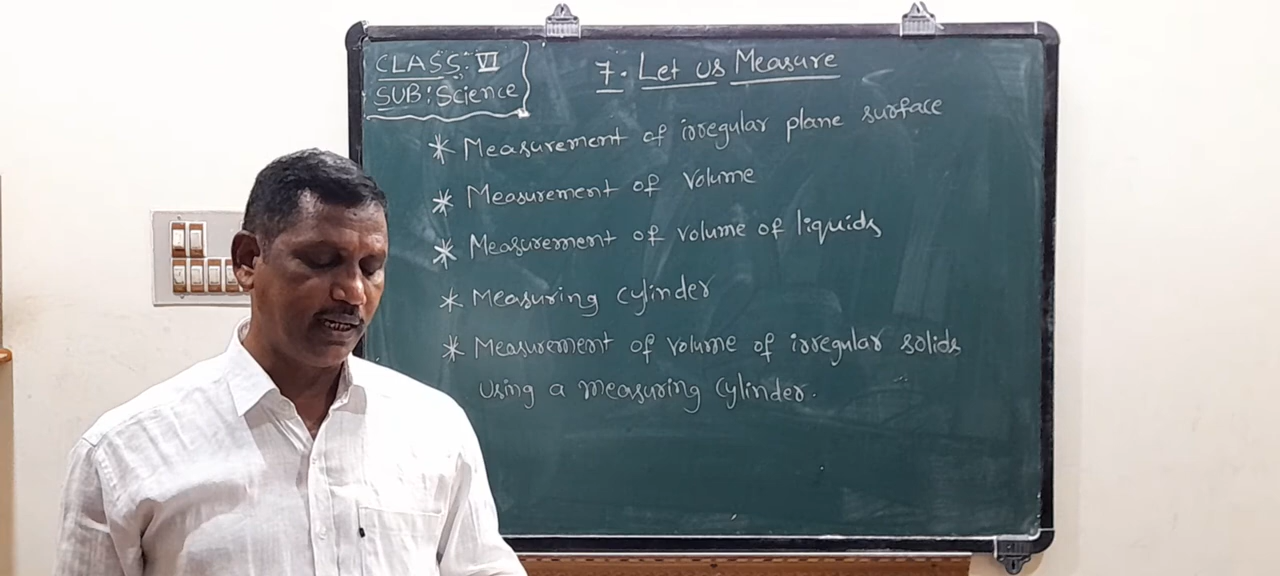 CLASS: VI
SUB: Science
7. Let us Measure
* Measurement of irregular plane surface
* Measurement of volume
* Measurement of volume of liquids
* Measuring cylinder
* Measurement of volume of irregular solids
using a measuring cylinder.